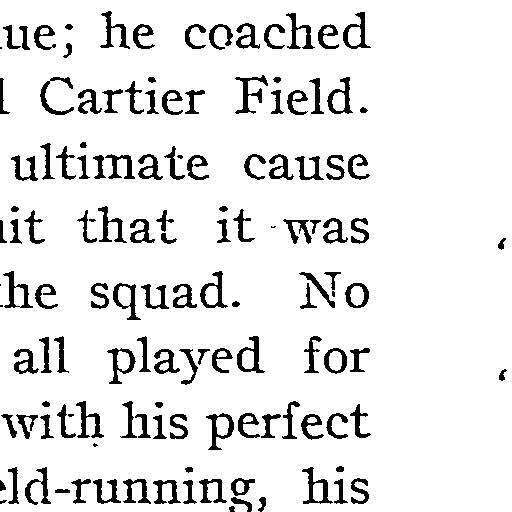 ue; he coached
Cartier Field.
ultimate cause
it that it was
he squad. No
all played for
with his perfect
eld-running, his